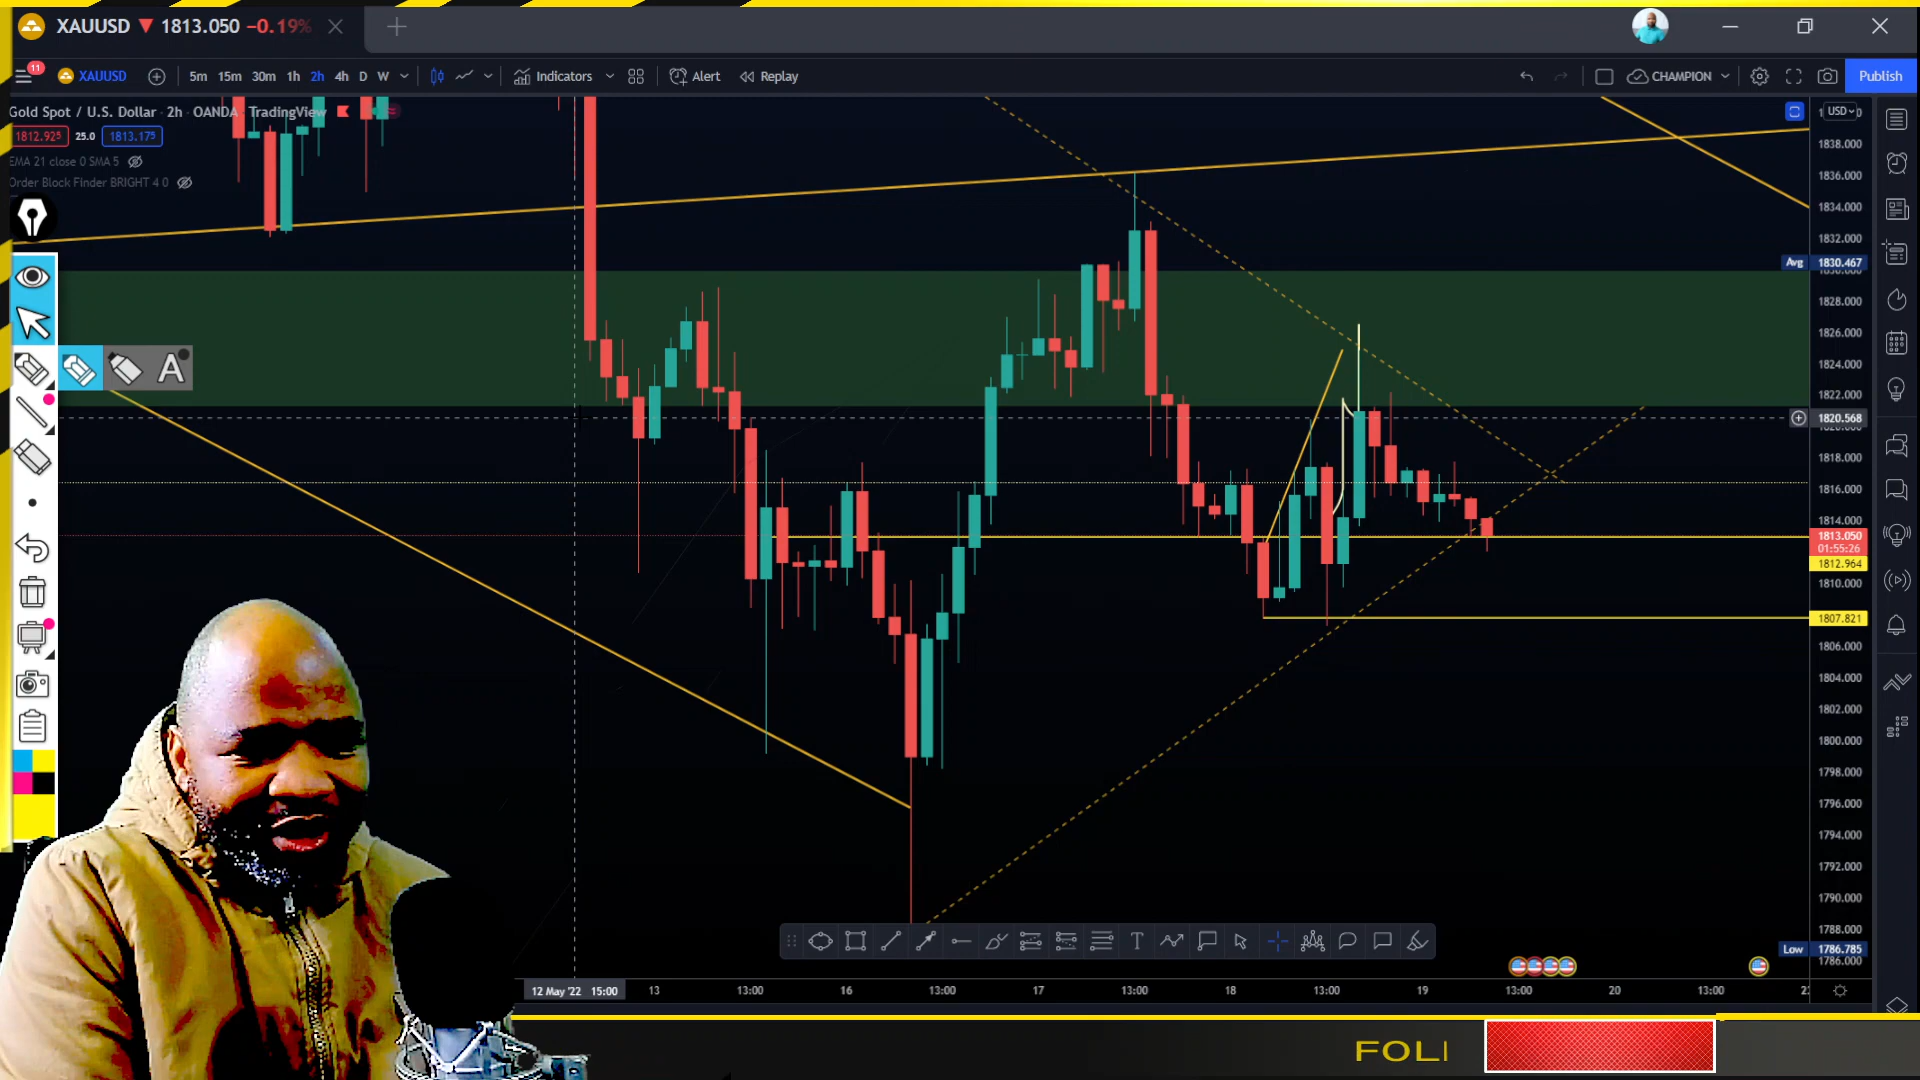 XAUUSD ▼ 1813.050 −0.19%
11
XAUUSD 5m 15m 30m 1h 2h 4h D W Indicators Alert Replay CHAMPION Publish
Gold Spot / U.S. Dollar · 2h · OANDA TradingView
1812.925 25.0 1813.175
EMA 21 close 0 SMA 5
Order Block Finder BRIGHT 4 0
A
USD
1838.000
1836.000
1834.000
1832.000
Avg 1830.467
1828.000
1826.000
1824.000
1822.000
1820.568
1818.000
1816.000
1814.000
1813.050
01:55:26
1812.964
1810.000
1807.821
1806.000
1804.000
1802.000
1800.000
1798.000
1796.000
1794.000
1792.000
1790.000
1788.000
Low 1786.785
1786.000
T
12 May '22 15:00 13 13:00 16 13:00 17 13:00 18 13:00 19 13:00 20 13:00